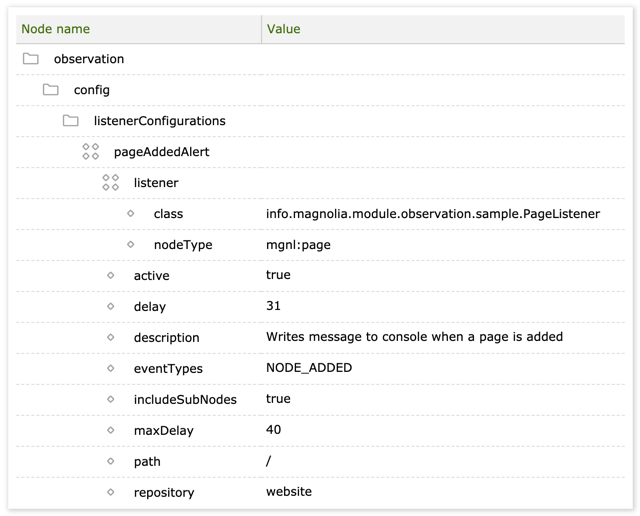 Node name Value
observation
config
listenerConfigurations
pageAddedAlert
listener
class info.magnolia.module.observation.sample.PageListener
nodeType mgnl:page
active true
delay 31
description Writes message to console when a page is added
eventTypes NODE_ADDED
includeSubNodes true
maxDelay 40
path /
repository website